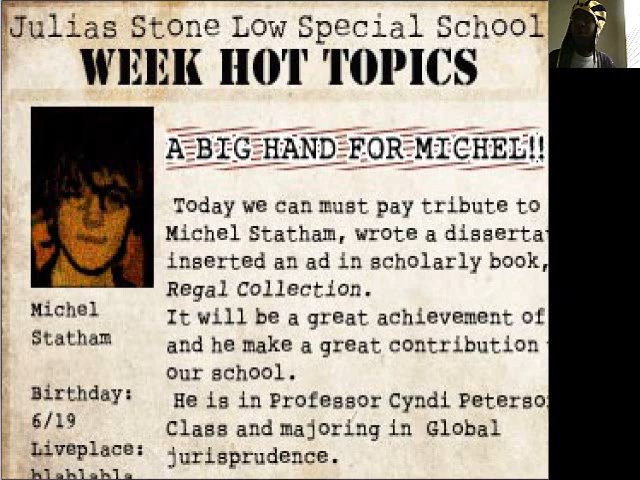 Julias Stone Low Special School
WEEK HOT TOPICS
A BIG HAND FOR MICHEL!!
Today we can must pay tribute to
Michel Statham, wrote a disserta
inserted an ad in scholarly book,
Regal Collection.
It will be a great achievement of
and he make a great contribution
our school.
He is in Professor Cyndi Peterso
Class and majoring in Global
jurisprudence.
Michel
Statham
Birthday:
6/19
Liveplace:
blablabla